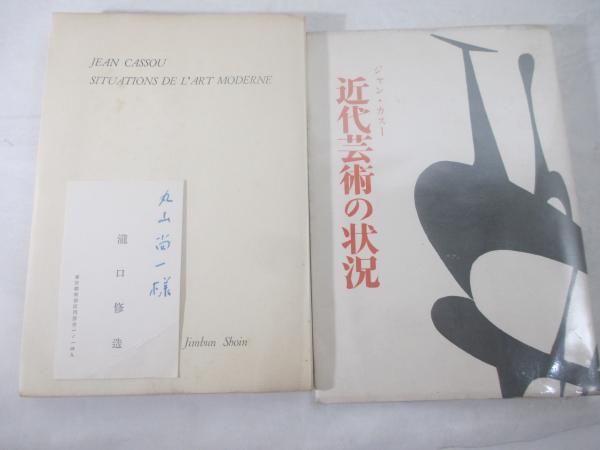 JEAN CASSOU
SITUATIONS DE L'ART MODERNE
丸山尚一様
瀧口修造
Jimbun Shoin
ジャン・カスー
近代芸術の状況